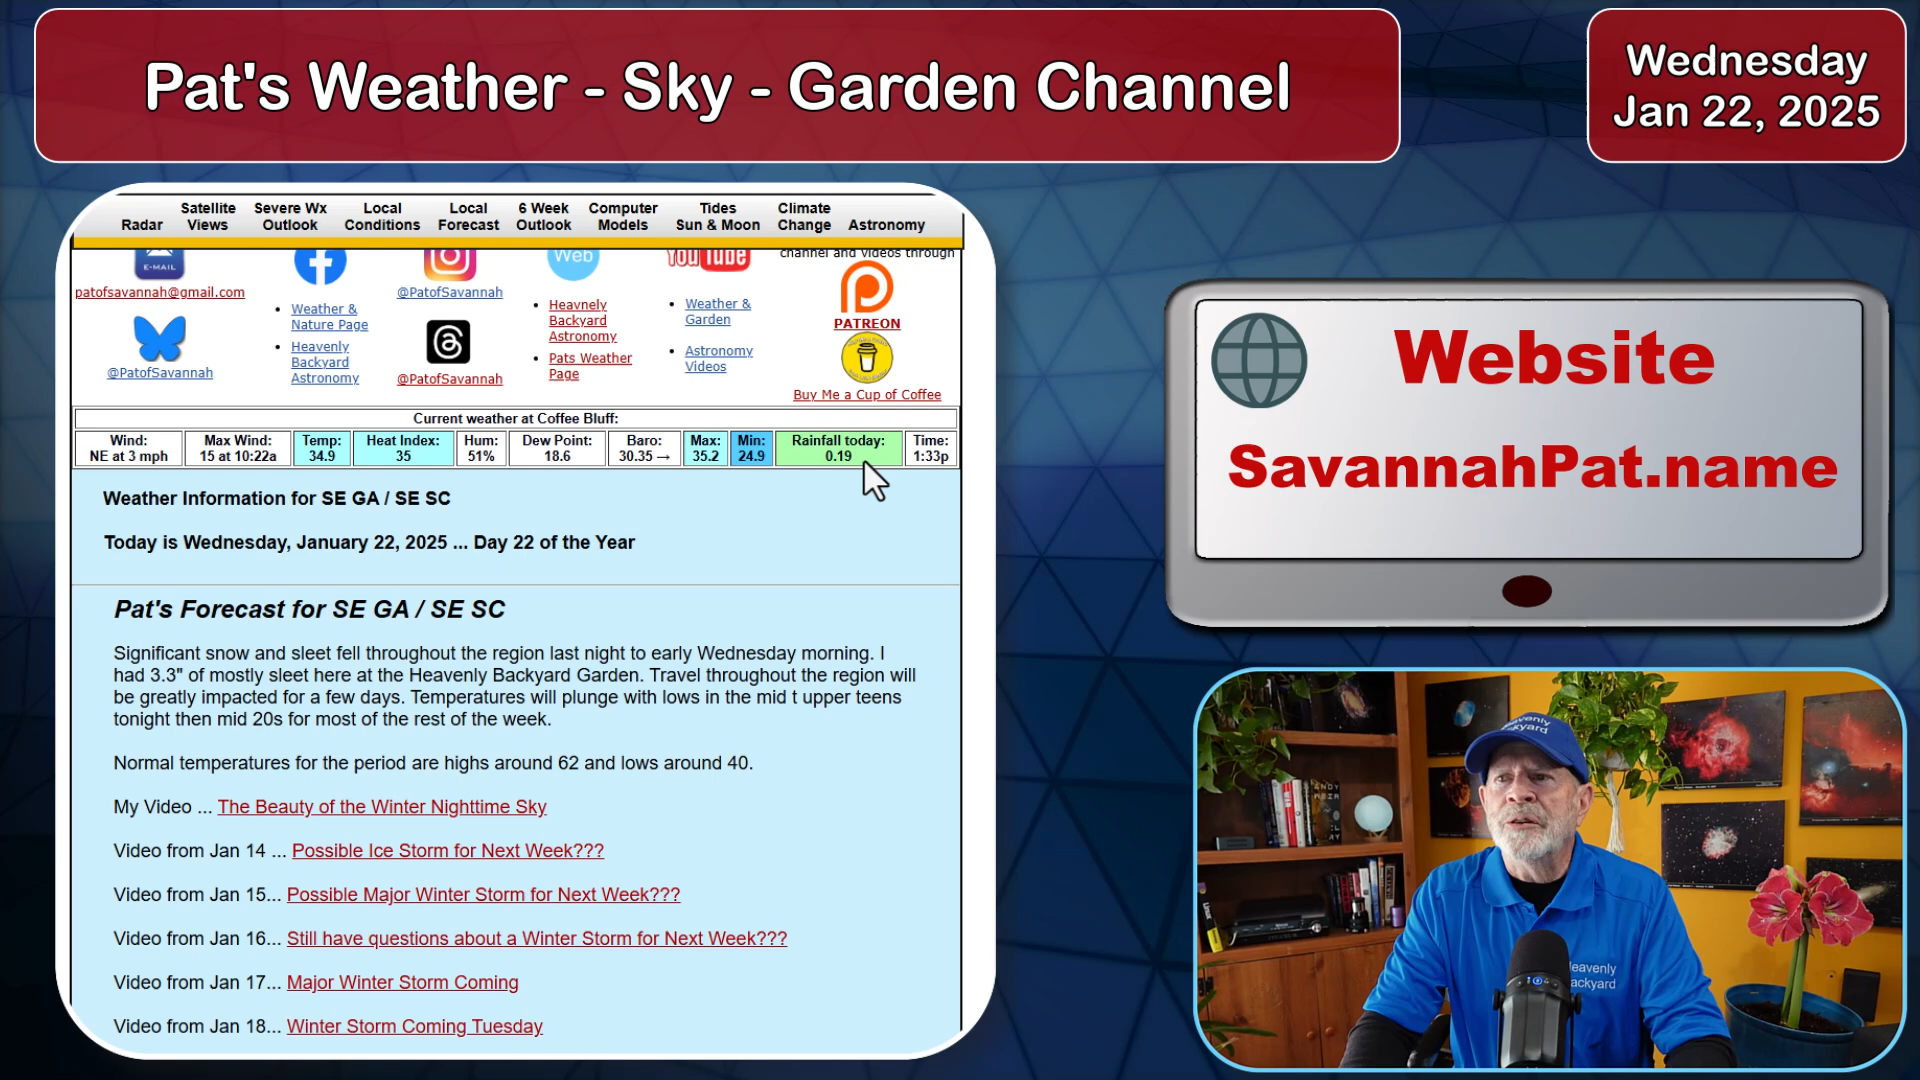 Pat's Weather - Sky - Garden Channel
Wednesday
Jan 22, 2025
Radar
Satellite
Views
Severe Wx
Outlook
Local
Conditions
Local
Forecast
6 Week
Outlook
Computer
Models
Tides
Sun & Moon
Climate
Change
Astronomy
E-MAIL
patofsavannah@gmail.com
@PatofSavannah
Weather &
Nature Page
Heavenly
Backyard
Astronomy
@PatofSavannah
@PatofSavannah
Web
Heavnely
Backyard
Astronomy
Pats Weather
Page
YouTube
Weather &
Garden
Astronomy
Videos
channel and videos through
PATREON
Buy Me a Cup of Coffee
Current weather at Coffee Bluff:
Wind:
NE at 3 mph
Max Wind:
15 at 10:22a
Temp:
34.9
Heat Index:
35
Hum:
51%
Dew Point:
18.6
Baro:
30.35 →
Max:
35.2
Min:
24.9
Rainfall today:
0.19
Time:
1:33p
Weather Information for SE GA / SE SC
Today is Wednesday, January 22, 2025 ... Day 22 of the Year
Pat's Forecast for SE GA / SE SC
Significant snow and sleet fell throughout the region last night to early Wednesday morning. I
had 3.3" of mostly sleet here at the Heavenly Backyard Garden. Travel throughout the region will
be greatly impacted for a few days. Temperatures will plunge with lows in the mid t upper teens
tonight then mid 20s for most of the rest of the week.
Normal temperatures for the period are highs around 62 and lows around 40.
My Video ... The Beauty of the Winter Nighttime Sky
Video from Jan 14 ... Possible Ice Storm for Next Week???
Video from Jan 15... Possible Major Winter Storm for Next Week???
Video from Jan 16... Still have questions about a Winter Storm for Next Week???
Video from Jan 17... Major Winter Storm Coming
Video from Jan 18... Winter Storm Coming Tuesday
Website
SavannahPat.name
eavenly
ackyard